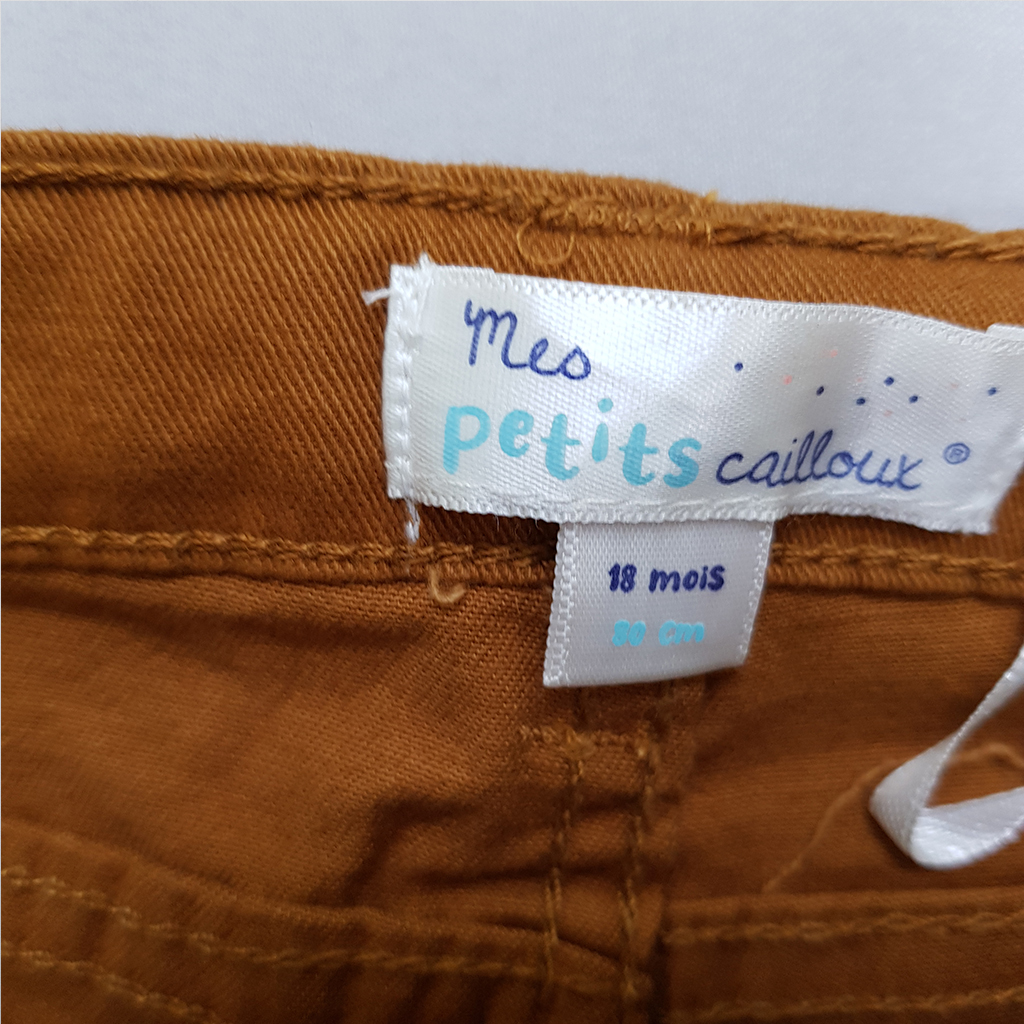 Mes
petits cailloux ®
18 mois
80 cm